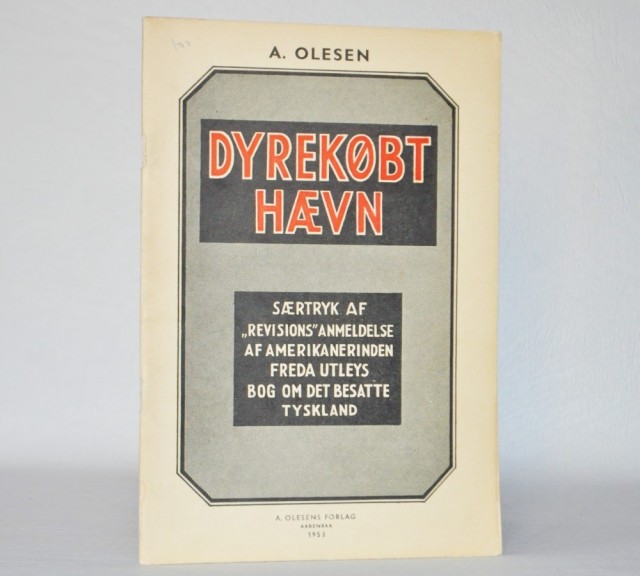 A. OLESEN
DYREKØBT
HÆVN
SÆRTRYK AF
„REVISIONS” ANMELDELSE
AF AMERIKANERINDEN
FREDA UTLEYS
BOG OM DET BESATTE
TYSKLAND
A. OLESENS FORLAG
AABENRAA
1953